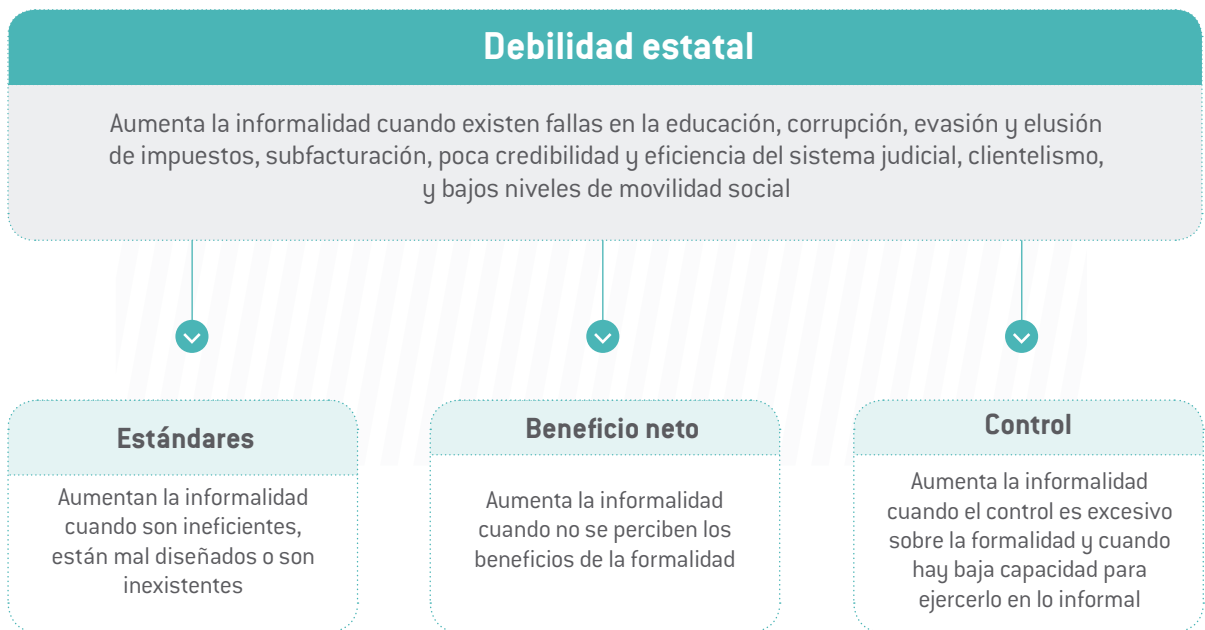 Debilidad estatal
Aumenta la informalidad cuando existen fallas en la educación, corrupción, evasión y elusión
de impuestos, subfacturación, poca credibilidad y eficiencia del sistema judicial, clientelismo,
y bajos niveles de movilidad social
Estándares
Aumentan la informalidad
cuando son ineficientes,
están mal diseñados o son
inexistentes
Beneficio neto
Aumenta la informalidad
cuando no se perciben los
beneficios de la formalidad
Control
Aumenta la informalidad
cuando el control es excesivo
sobre la formalidad y cuando
hay baja capacidad para
ejercerlo en lo informal